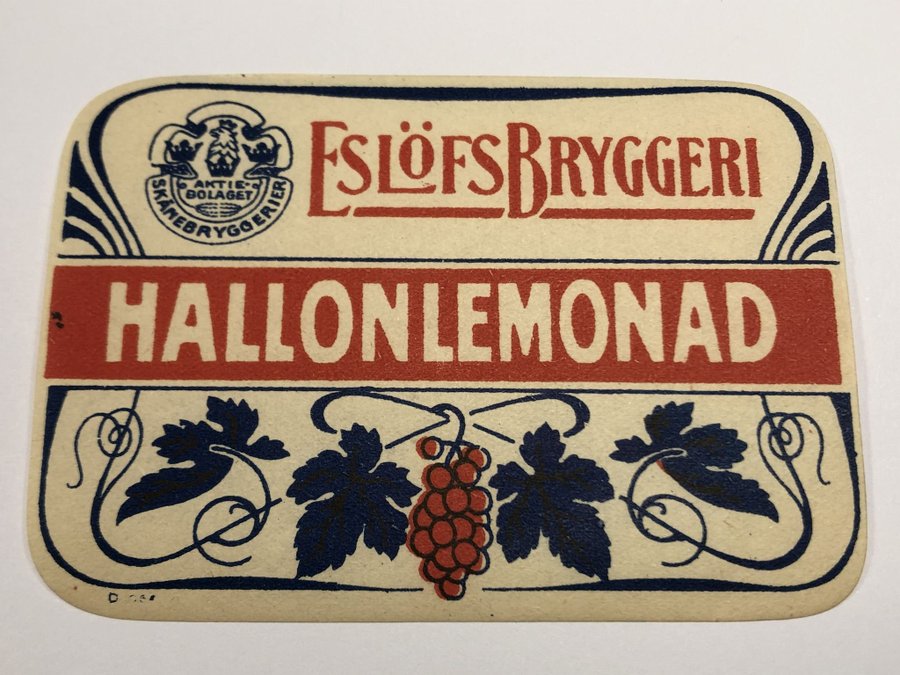 AKTIE-
BOLAGET
SKÅNEBRYGGERIER
ESLÖFS BRYGGERI
HALLONLEMONAD